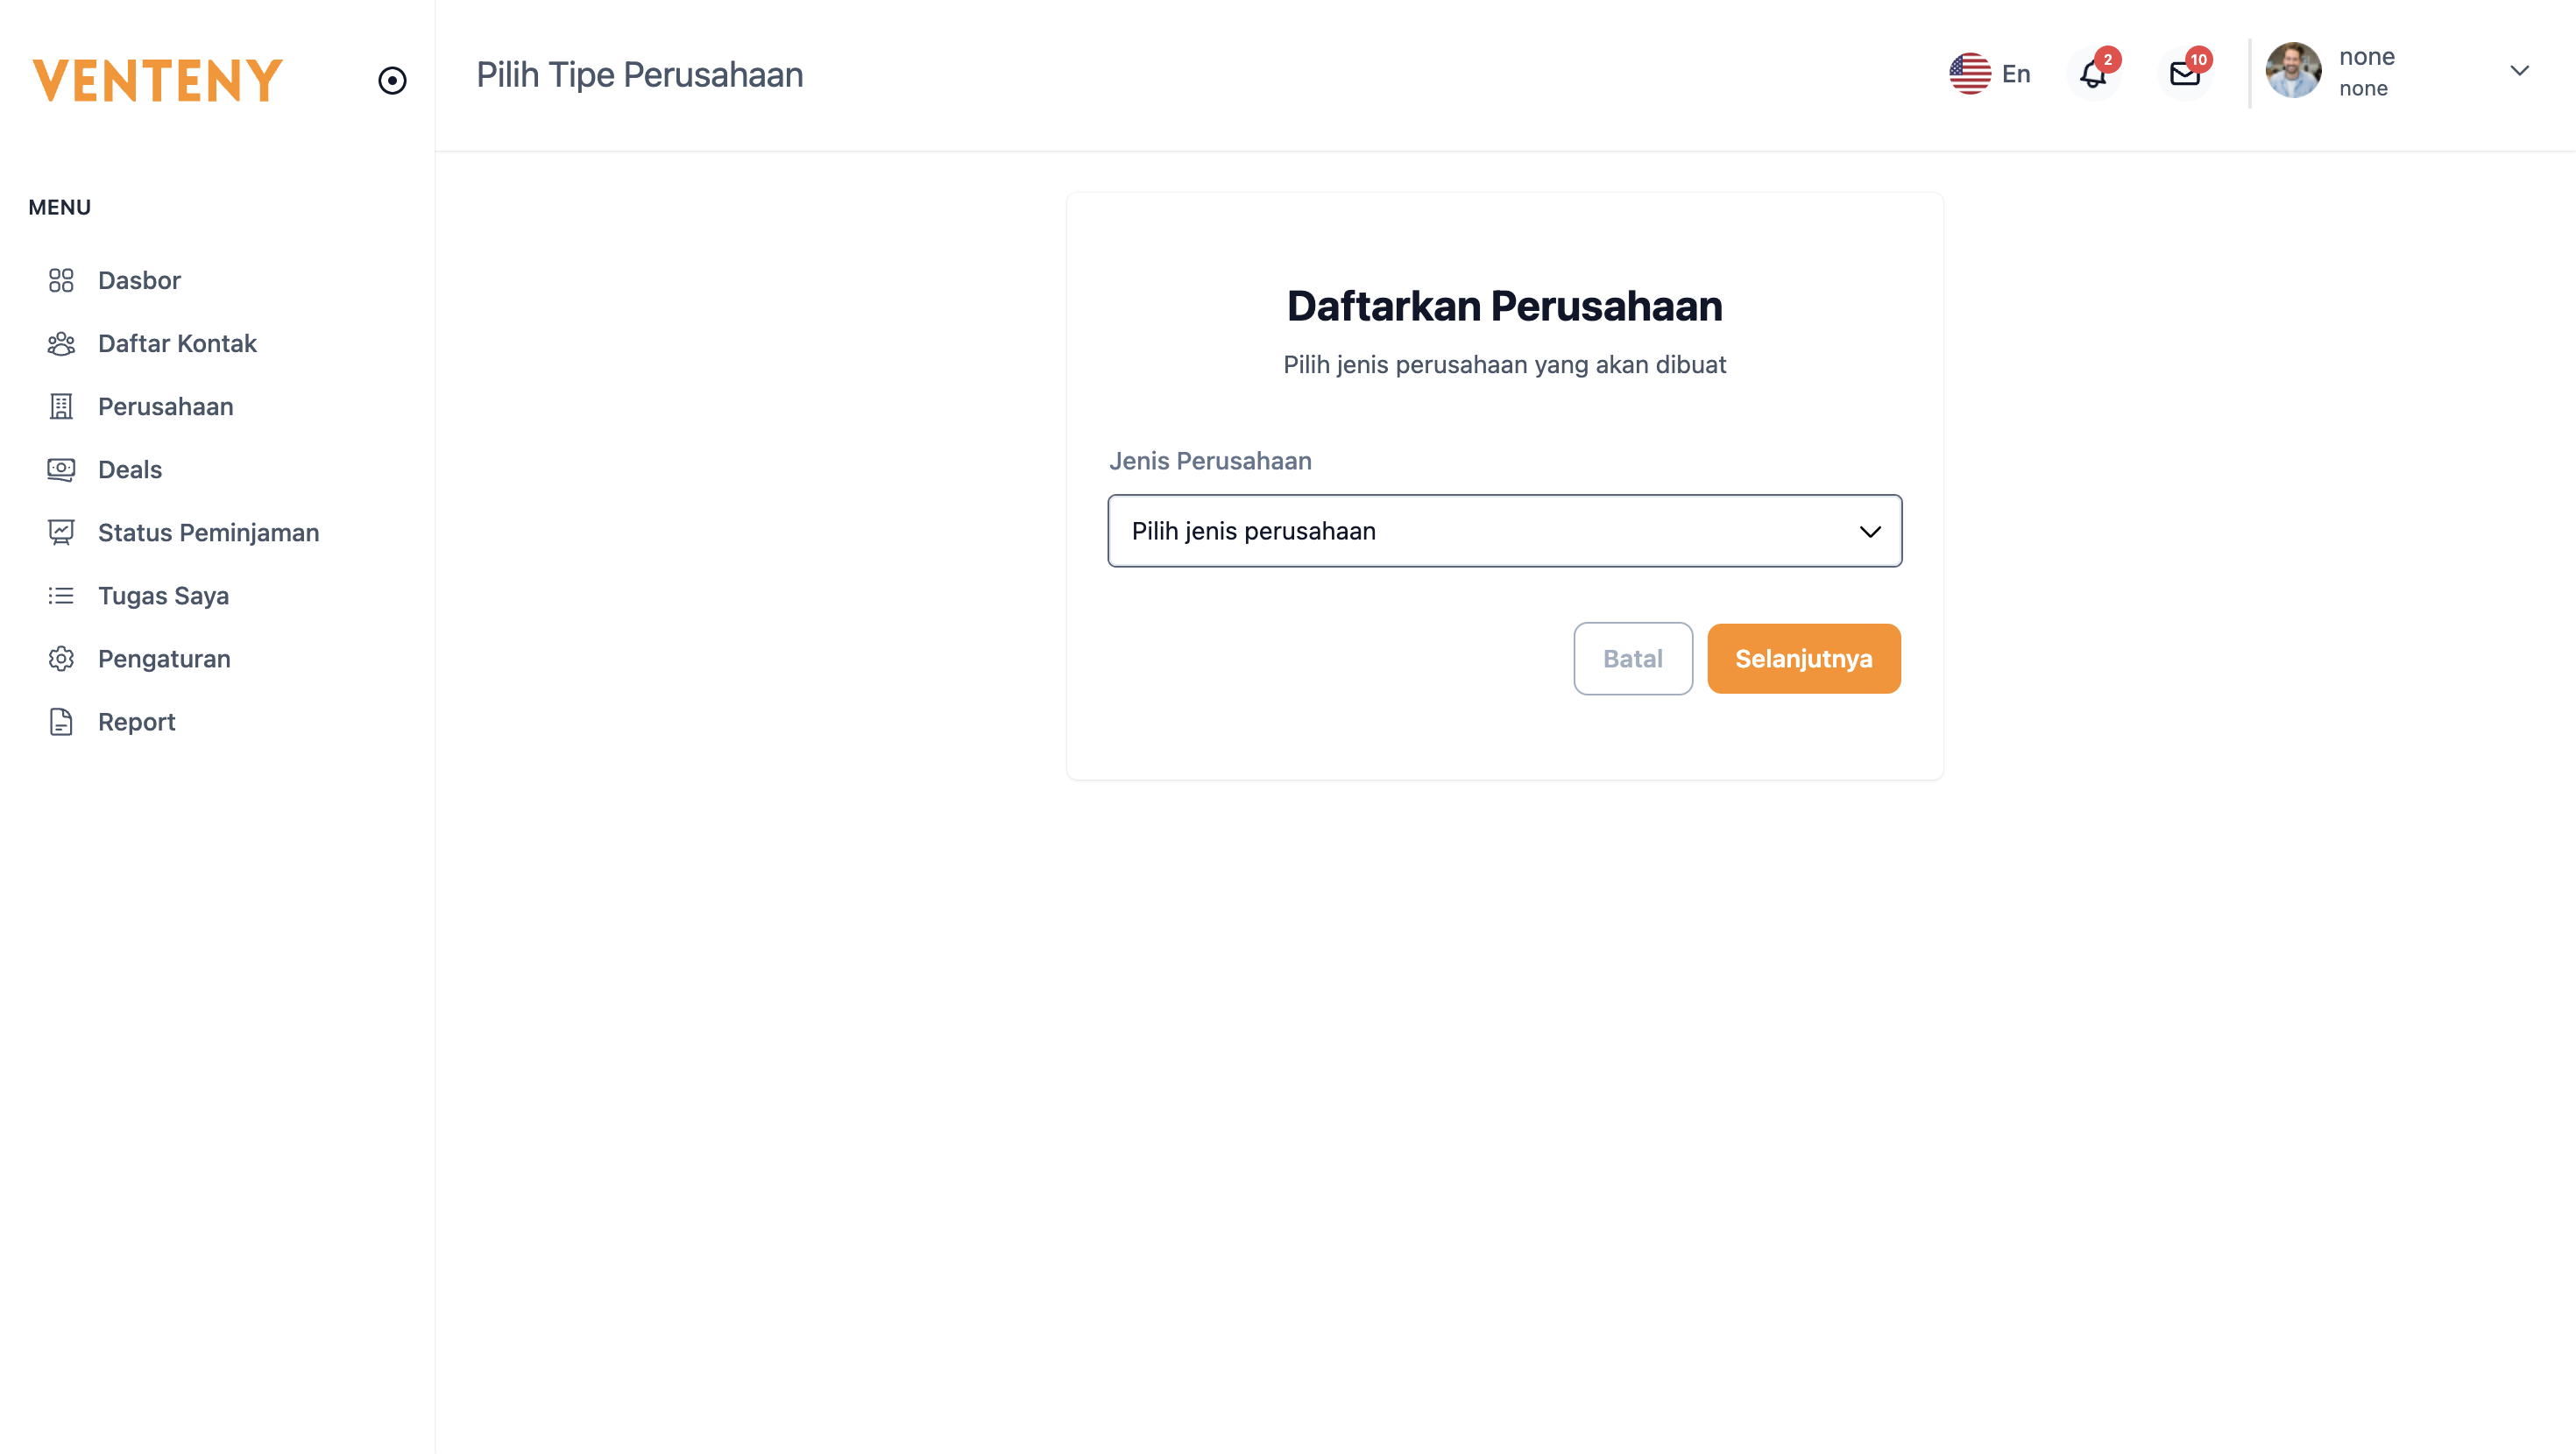 VENTENY
Pilih Tipe Perusahaan
En
2
10
none
none
MENU
Dasbor
Daftar Kontak
Perusahaan
Deals
Status Peminjaman
Tugas Saya
Pengaturan
Report
Daftarkan Perusahaan
Pilih jenis perusahaan yang akan dibuat
Jenis Perusahaan
Pilih jenis perusahaan
Batal
Selanjutnya